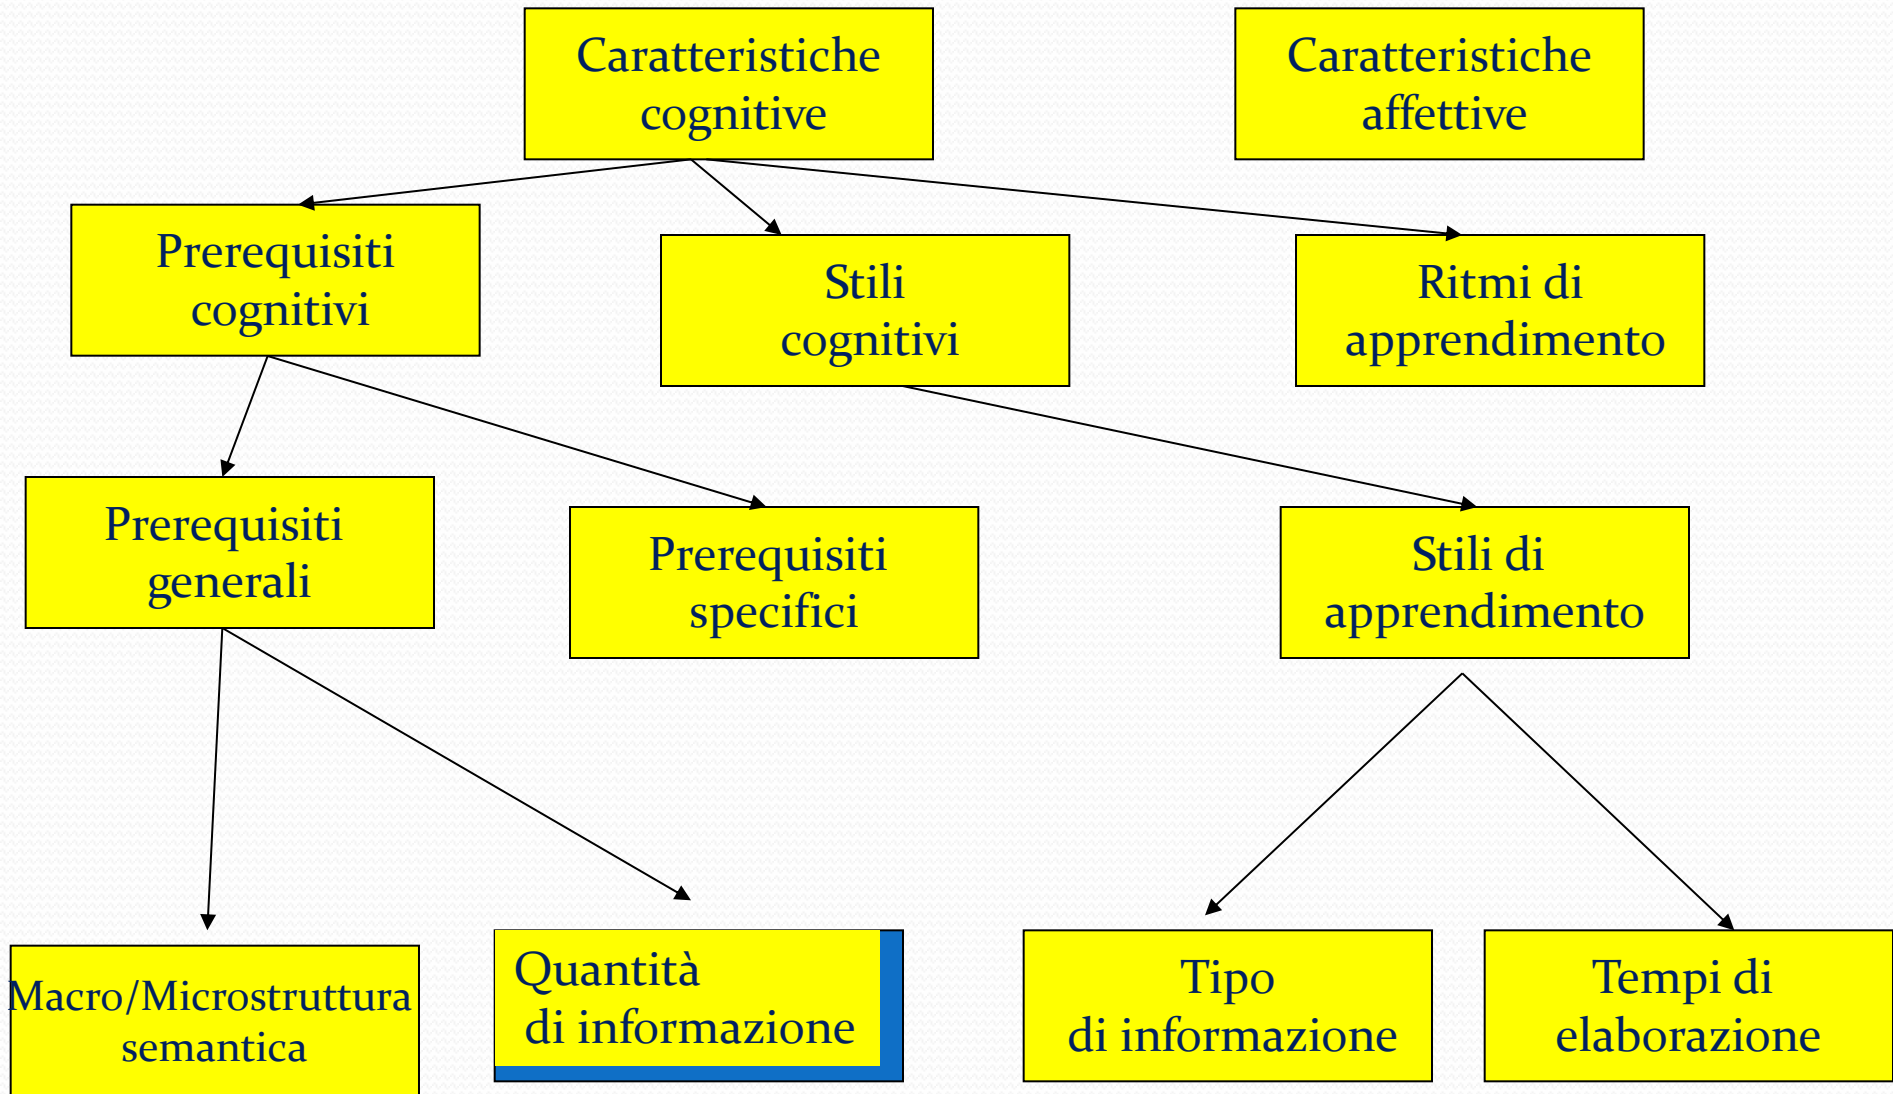 Caratteristiche
cognitive
Caratteristiche
affettive
Prerequisiti
cognitivi
Stili
cognitivi
Ritmi di
apprendimento
Prerequisiti
generali
Prerequisiti
specifici
Stili di
apprendimento
Macro/Microstruttura
semantica
Quantità
di informazione
Tipo
di informazione
Tempi di
elaborazione